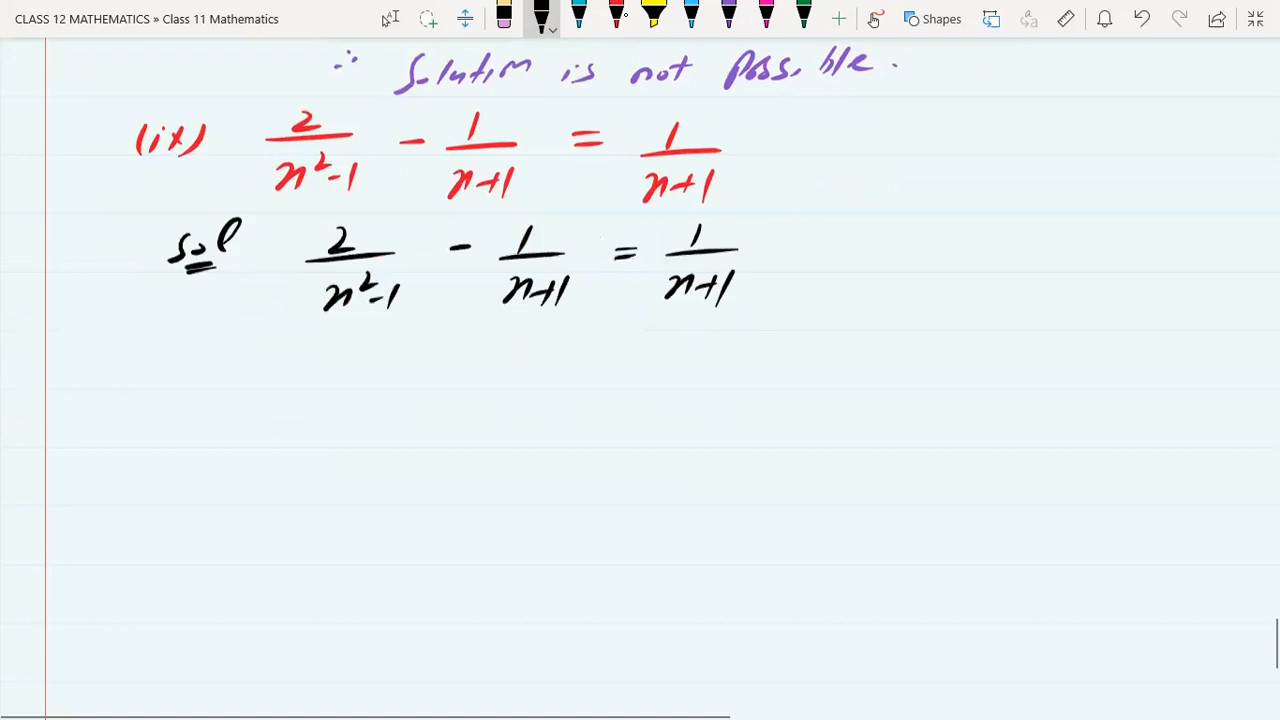 CLASS 12 MATHEMATICS » Class 11 Mathematics
Shapes
∴ Solution is not possible.
(ix) 2/(x²-1) - 1/(x+1) = 1/(x+1)
Sol 2/(x²-1) - 1/(x+1) = 1/(x+1)